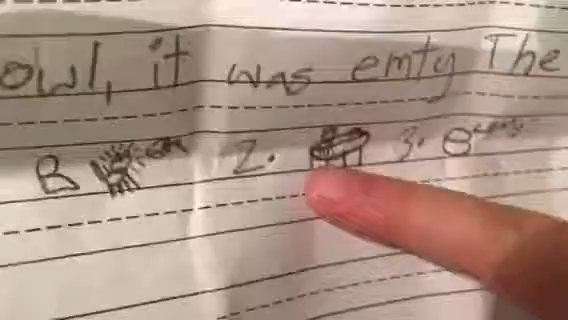 owl, it was emty The
B 2. 3.